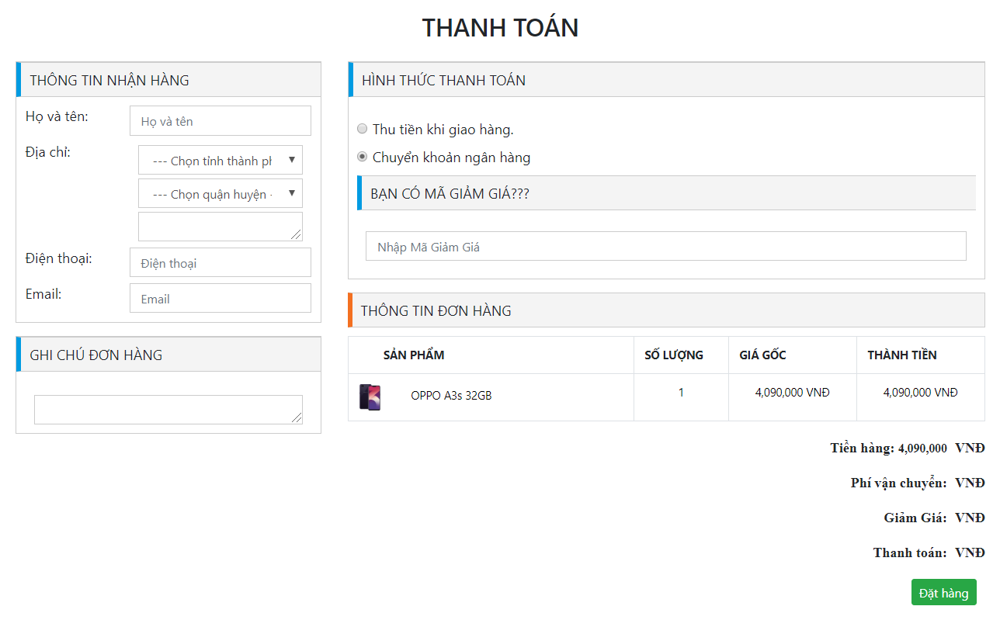 THANH TOÁN
THÔNG TIN NHẬN HÀNG
Họ và tên:
Họ và tên
Địa chỉ:
--- Chọn tỉnh thành ph
--- Chọn quận huyện -
Điện thoại:
Điện thoại
Email:
Email
GHI CHÚ ĐƠN HÀNG
HÌNH THỨC THANH TOÁN
Thu tiền khi giao hàng.
Chuyển khoản ngân hàng
BẠN CÓ MÃ GIẢM GIÁ???
Nhập Mã Giảm Giá
THÔNG TIN ĐƠN HÀNG
SẢN PHẨM SỐ LƯỢNG GIÁ GỐC THÀNH TIỀN
OPPO A3s 32GB 1 4,090,000 VNĐ 4,090,000 VNĐ
Tiền hàng: 4,090,000 VNĐ
Phí vận chuyển: VNĐ
Giảm Giá: VNĐ
Thanh toán: VNĐ
Đặt hàng